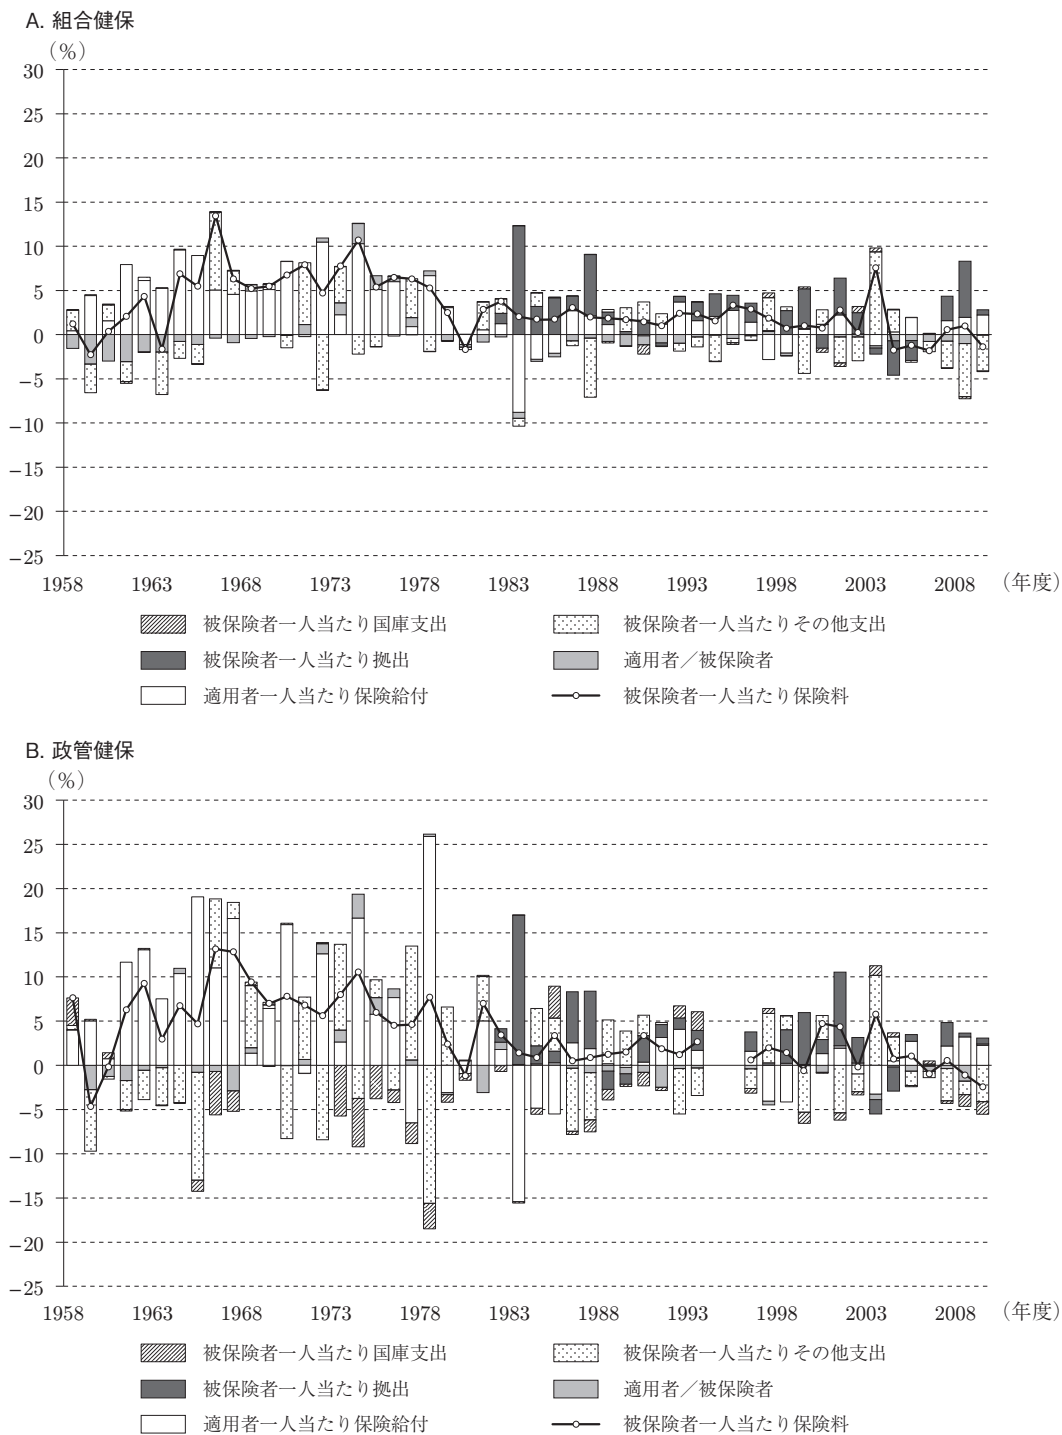 A. 組合健保
（%）
30
25
20
15
10
5
0
−5
−10
−15
−20
−25
1958 1963 1968 1973 1978 1983 1988 1993 1998 2003 2008 （年度）
被保険者一人当たり国庫支出 被保険者一人当たりその他支出
被保険者一人当たり拠出 適用者／被保険者
適用者一人当たり保険給付 被保険者一人当たり保険料
B. 政管健保
（%）
30
25
20
15
10
5
0
−5
−10
−15
−20
−25
1958 1963 1968 1973 1978 1983 1988 1993 1998 2003 2008 （年度）
被保険者一人当たり国庫支出 被保険者一人当たりその他支出
被保険者一人当たり拠出 適用者／被保険者
適用者一人当たり保険給付 被保険者一人当たり保険料